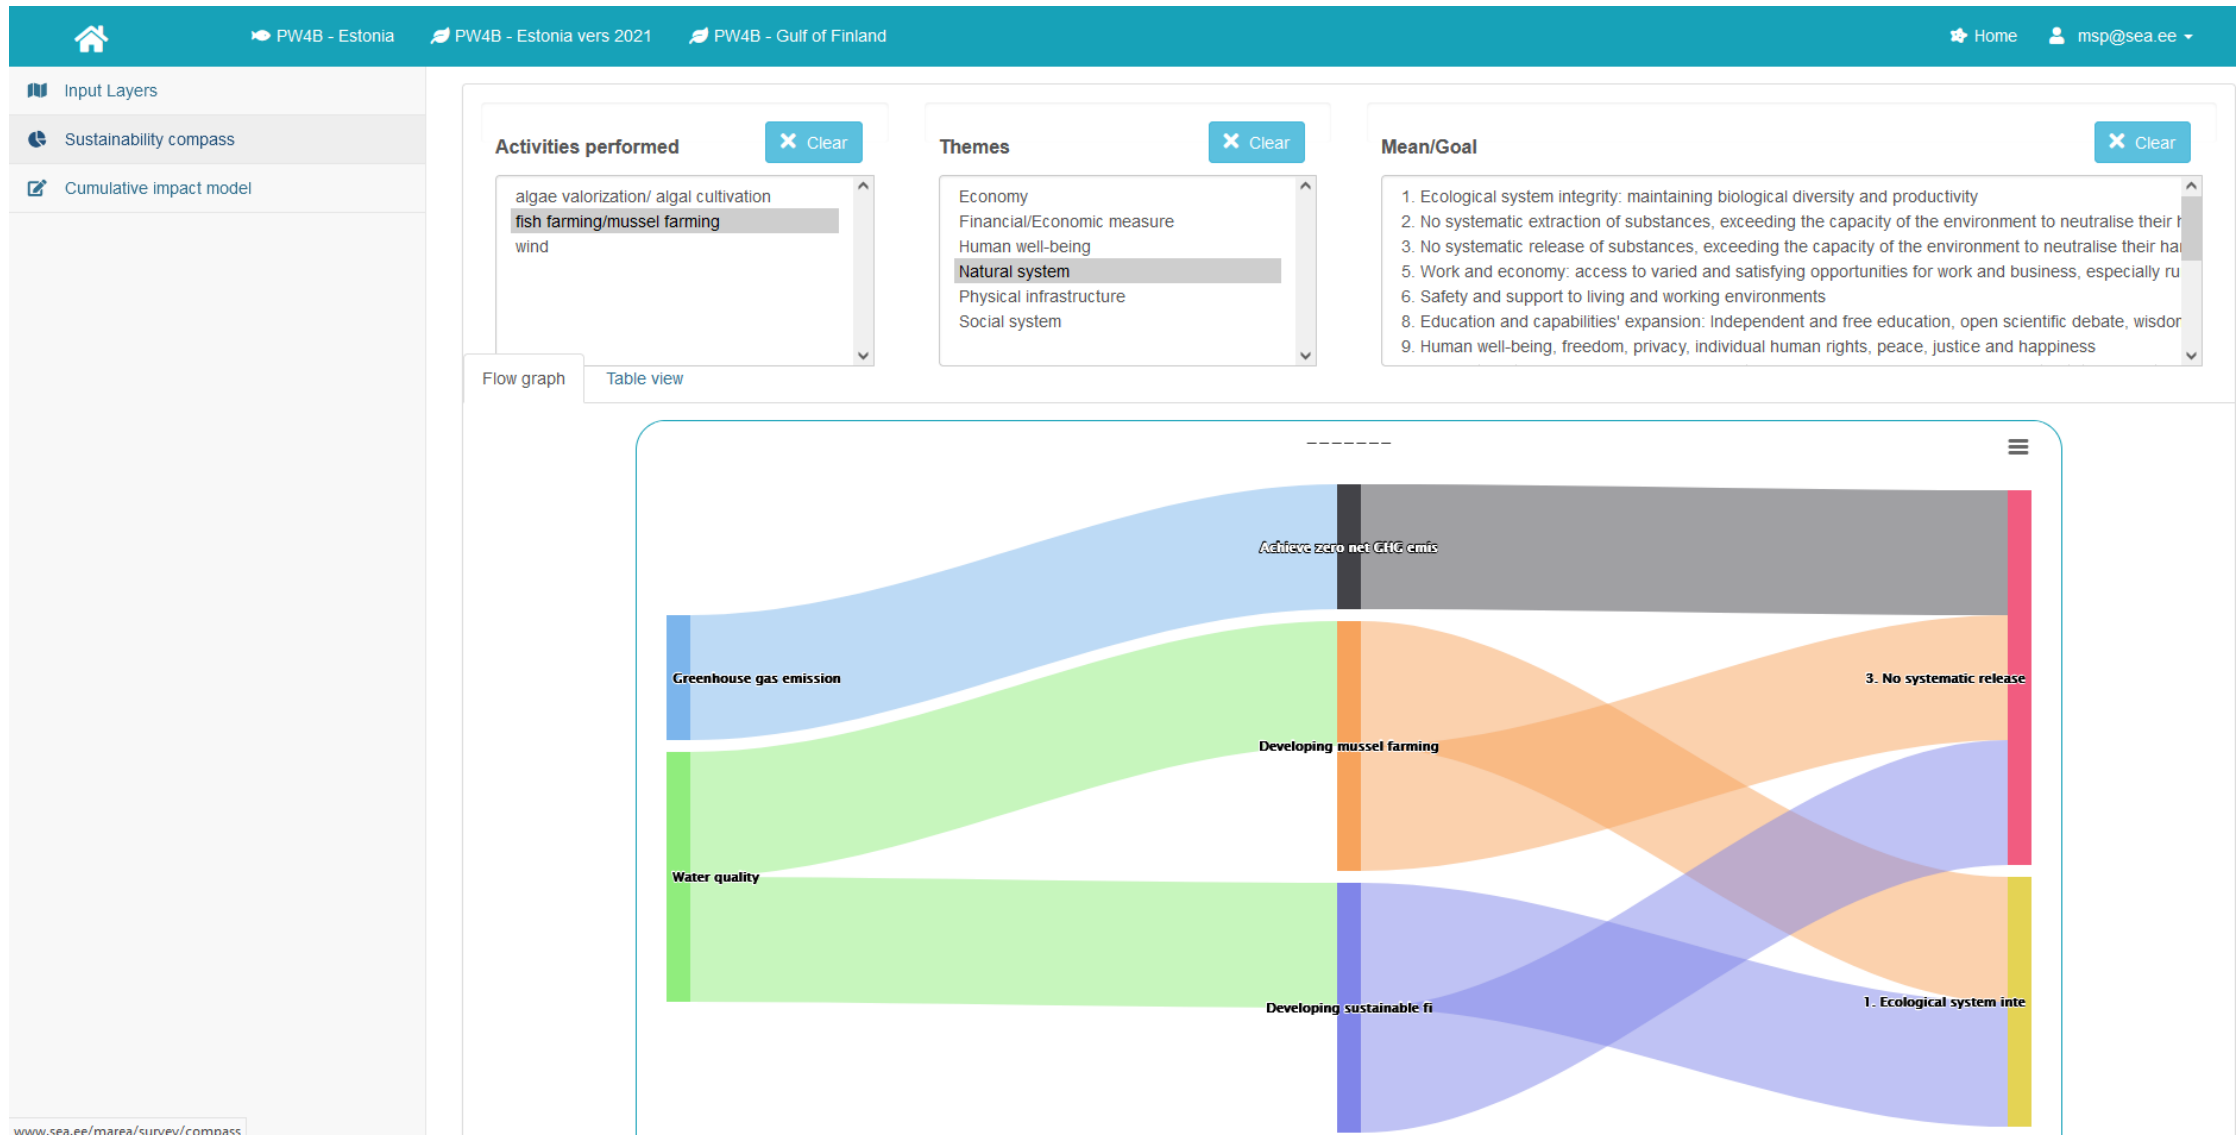 PW4B - Estonia
PW4B - Estonia vers 2021
PW4B - Gulf of Finland
Home
msp@sea.ee
Input Layers
Sustainability compass
Cumulative impact model
Activities performed
Clear
algae valorization/ algal cultivation
fish farming/mussel farming
wind
Themes
Clear
Economy
Financial/Economic measure
Human well-being
Natural system
Physical infrastructure
Social system
Mean/Goal
Clear
1. Ecological system integrity: maintaining biological diversity and productivity
2. No systematic extraction of substances, exceeding the capacity of the environment to neutralise their
3. No systematic release of substances, exceeding the capacity of the environment to neutralise their har
5. Work and economy: access to varied and satisfying opportunities for work and business, especially ru
6. Safety and support to living and working environments
8. Education and capabilities' expansion: Independent and free education, open scientific debate, wisdom
9. Human well-being, freedom, privacy, individual human rights, peace, justice and happiness
Flow graph
Table view
-------
Achieve zero net GHG emis
Greenhouse gas emission
3. No systematic release
Developing mussel farming
Water quality
1. Ecological system inte
Developing sustainable fi
www.sea.ee/marea/survey/compass